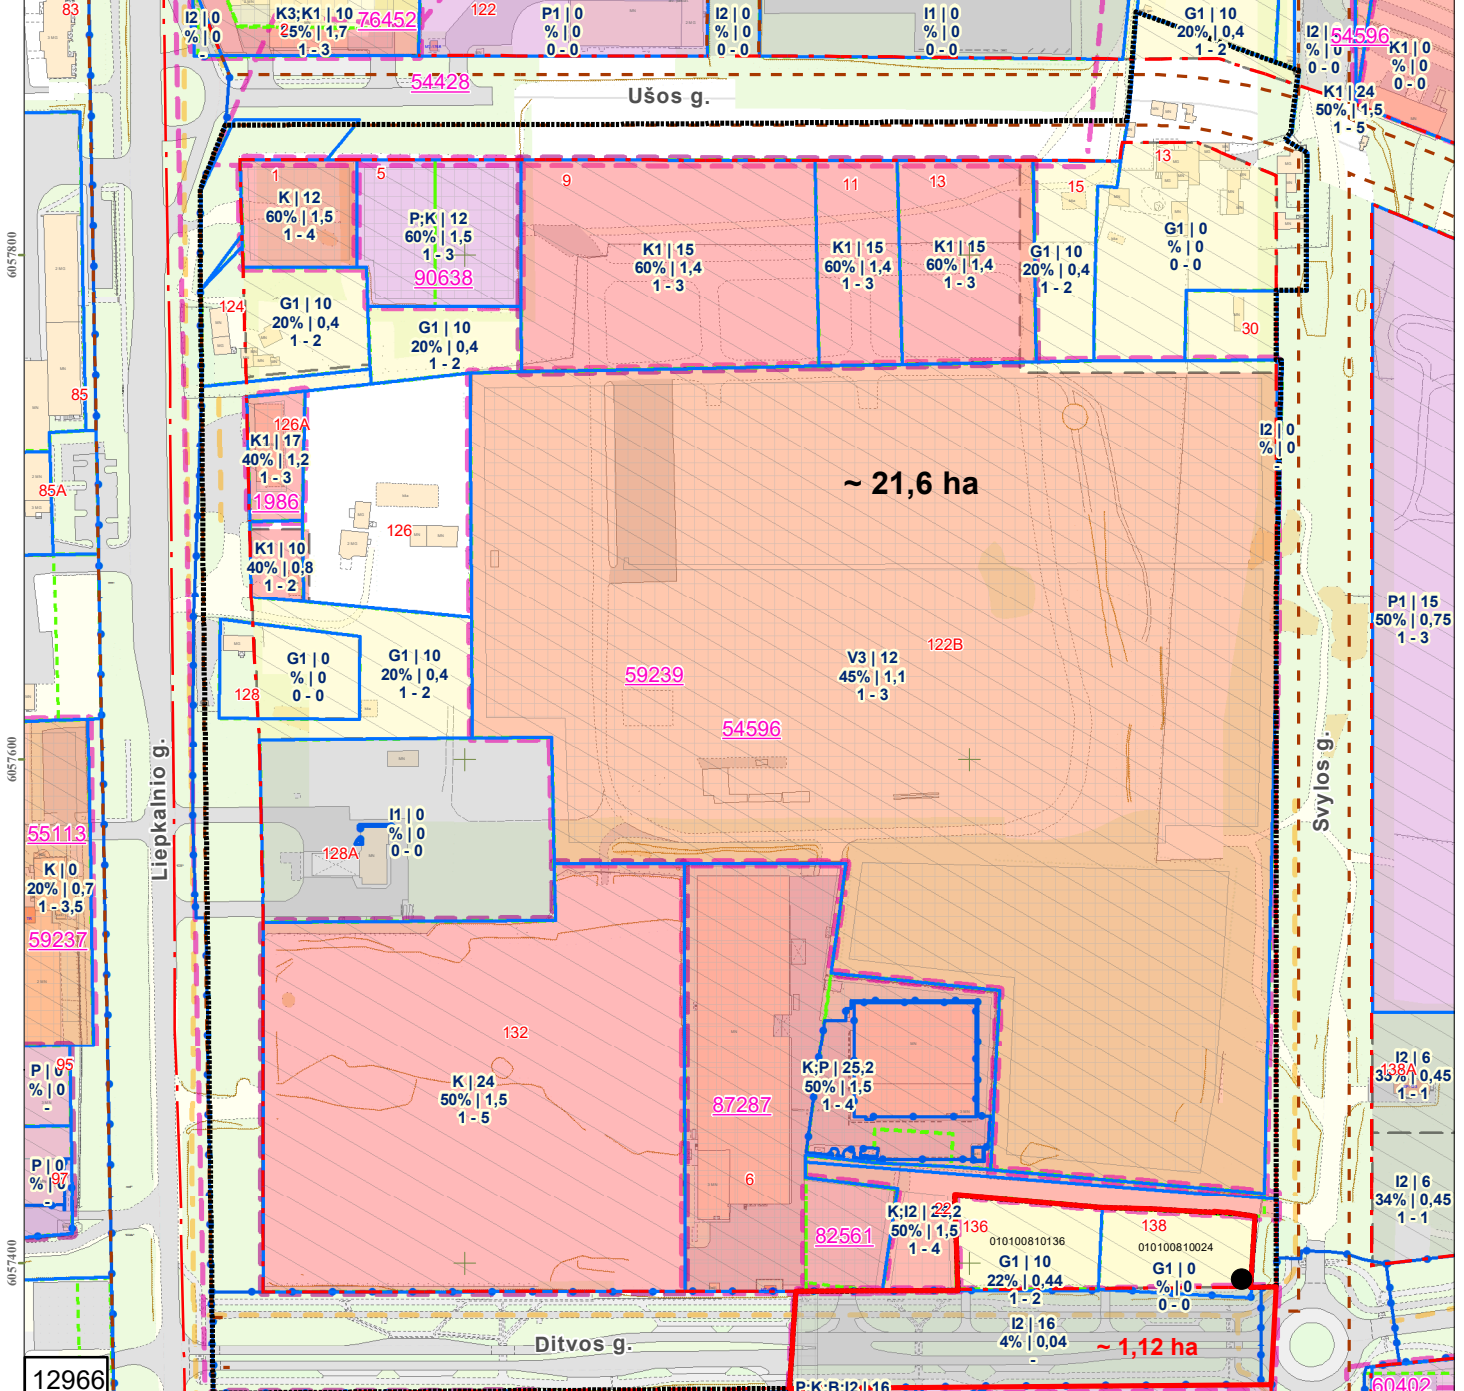 83
I2 | 0
% | 0
-
K3;K1 | 10
25% | 1,7
1 - 3
76452
122
P1 | 0
% | 0
0 - 0
I2 | 0
% | 0
0 - 0
I1 | 0
% | 0
0 - 0
G1 | 10
20% | 0,4
1 - 2
I2 | 0
% | 0
0 - 0
54596
K1 | 0
% | 0
0 - 0
54428
Ušos g.
K1 | 24
50% | 1,5
1 - 5
1
K | 12
60% | 1,5
1 - 4
5
P;K | 12
60% | 1,5
1 - 3
90638
9
K1 | 15
60% | 1,4
1 - 3
11
K1 | 15
60% | 1,4
1 - 3
13
K1 | 15
60% | 1,4
1 - 3
15
G1 | 10
20% | 0,4
1 - 2
13
G1 | 0
% | 0
0 - 0
30
6057800
124
G1 | 10
20% | 0,4
1 - 2
G1 | 10
20% | 0,4
1 - 2
85
126A
K1 | 17
40% | 1,2
1 - 3
1986
I2 | 0
% | 0
-
~ 21,6 ha
85A
126
K1 | 10
40% | 0,8
1 - 2
P1 | 15
50% | 0,75
1 - 3
G1 | 0
% | 0
0 - 0
128
G1 | 10
20% | 0,4
1 - 2
59239
V3 | 12
45% | 1,1
1 - 3
122B
54596
6057600
Liepkalnio g.
Svylos g.
I1 | 0
% | 0
0 - 0
128A
55113
K | 0
20% | 0,7
1 - 3,5
59237
132
K | 24
50% | 1,5
1 - 5
95
P | 0
% | 0
-
K;P | 25,2
50% | 1,5
1 - 4
87287
I2 | 6
33% | 0,45
1 - 1
138A
P | 0
% | 0
-
97
6
I2 | 6
34% | 0,45
1 - 1
82561
K;I2 | 25,2
50% | 1,5
1 - 4
22
136
010100810136
G1 | 10
22% | 0,44
1 - 2
138
010100810024
G1 | 0
% | 0
0 - 0
6057400
I2 | 16
4% | 0,04
-
~ 1,12 ha
Ditvos g.
12966
P;K;B;I2 | 16
60402